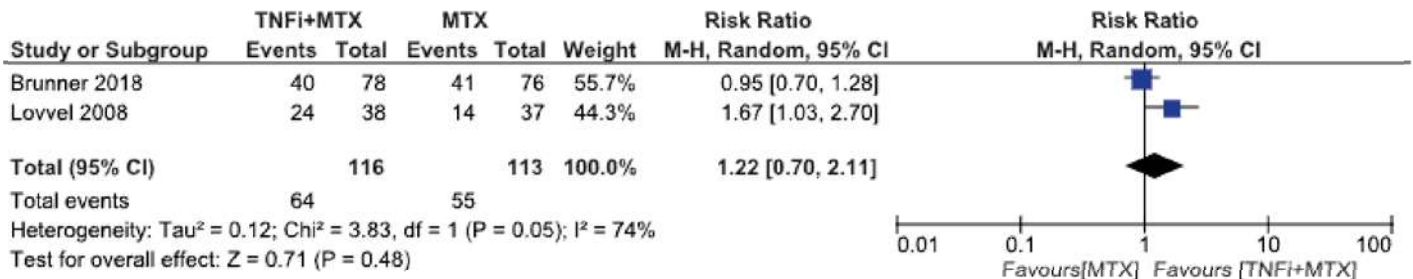 TNFi+MTX MTX Risk Ratio Risk Ratio
Study or Subgroup Events Total Events Total Weight M-H, Random, 95% CI M-H, Random, 95% CI
Brunner 2018 40 78 41 76 55.7% 0.95 [0.70, 1.28]
Lovvel 2008 24 38 14 37 44.3% 1.67 [1.03, 2.70]
Total (95% CI) 116 113 100.0% 1.22 [0.70, 2.11]
Total events 64 55
Heterogeneity: Tau² = 0.12; Chi² = 3.83, df = 1 (P = 0.05); I² = 74%
Test for overall effect: Z = 0.71 (P = 0.48)
0.01 0.1 1 10 100
Favours[MTX] Favours [TNFi+MTX]